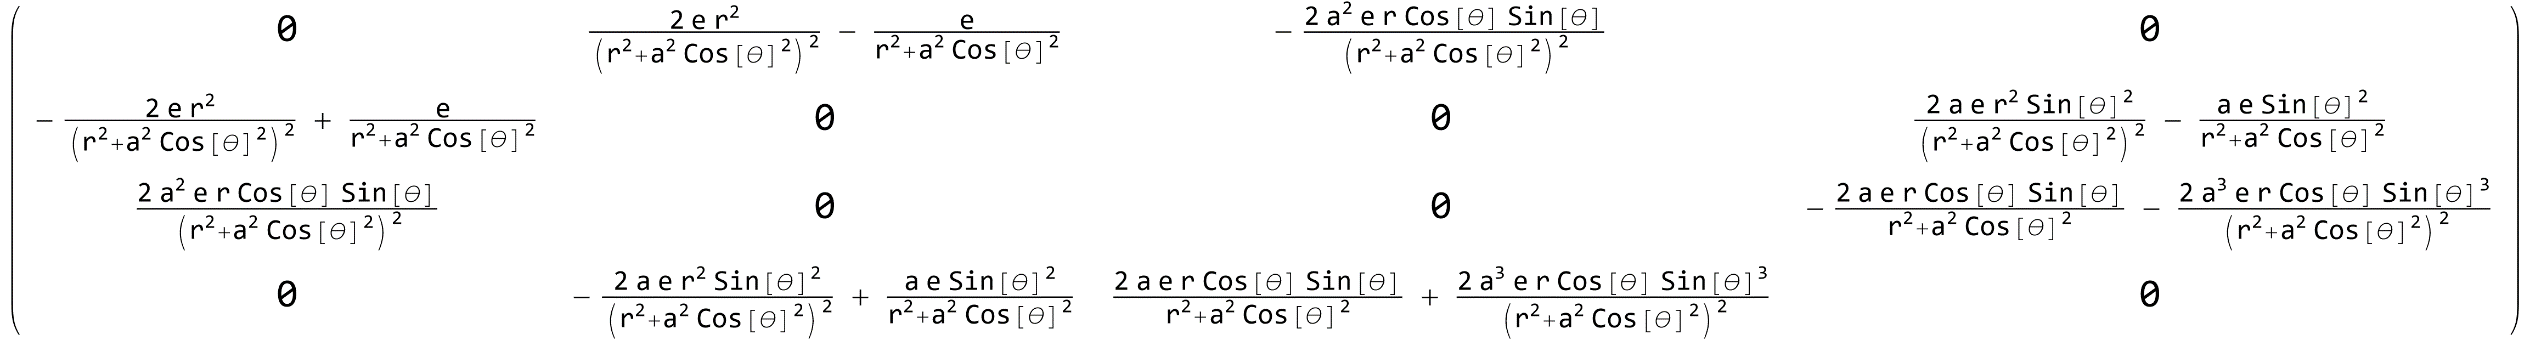 0    (2 e r^2)/(r^2+a^2 Cos[θ]^2)^2 - e/(r^2+a^2 Cos[θ]^2)    -(2 a^2 e r Cos[θ] Sin[θ])/(r^2+a^2 Cos[θ]^2)^2    0
-(2 e r^2)/(r^2+a^2 Cos[θ]^2)^2 + e/(r^2+a^2 Cos[θ]^2)    0    0    (2 a e r^2 Sin[θ]^2)/(r^2+a^2 Cos[θ]^2)^2 - (a e Sin[θ]^2)/(r^2+a^2 Cos[θ]^2)
(2 a^2 e r Cos[θ] Sin[θ])/(r^2+a^2 Cos[θ]^2)^2    0    0    -(2 a e r Cos[θ] Sin[θ])/(r^2+a^2 Cos[θ]^2) - (2 a^3 e r Cos[θ] Sin[θ]^3)/(r^2+a^2 Cos[θ]^2)^2
0    -(2 a e r^2 Sin[θ]^2)/(r^2+a^2 Cos[θ]^2)^2 + (a e Sin[θ]^2)/(r^2+a^2 Cos[θ]^2)    (2 a e r Cos[θ] Sin[θ])/(r^2+a^2 Cos[θ]^2) + (2 a^3 e r Cos[θ] Sin[θ]^3)/(r^2+a^2 Cos[θ]^2)^2    0